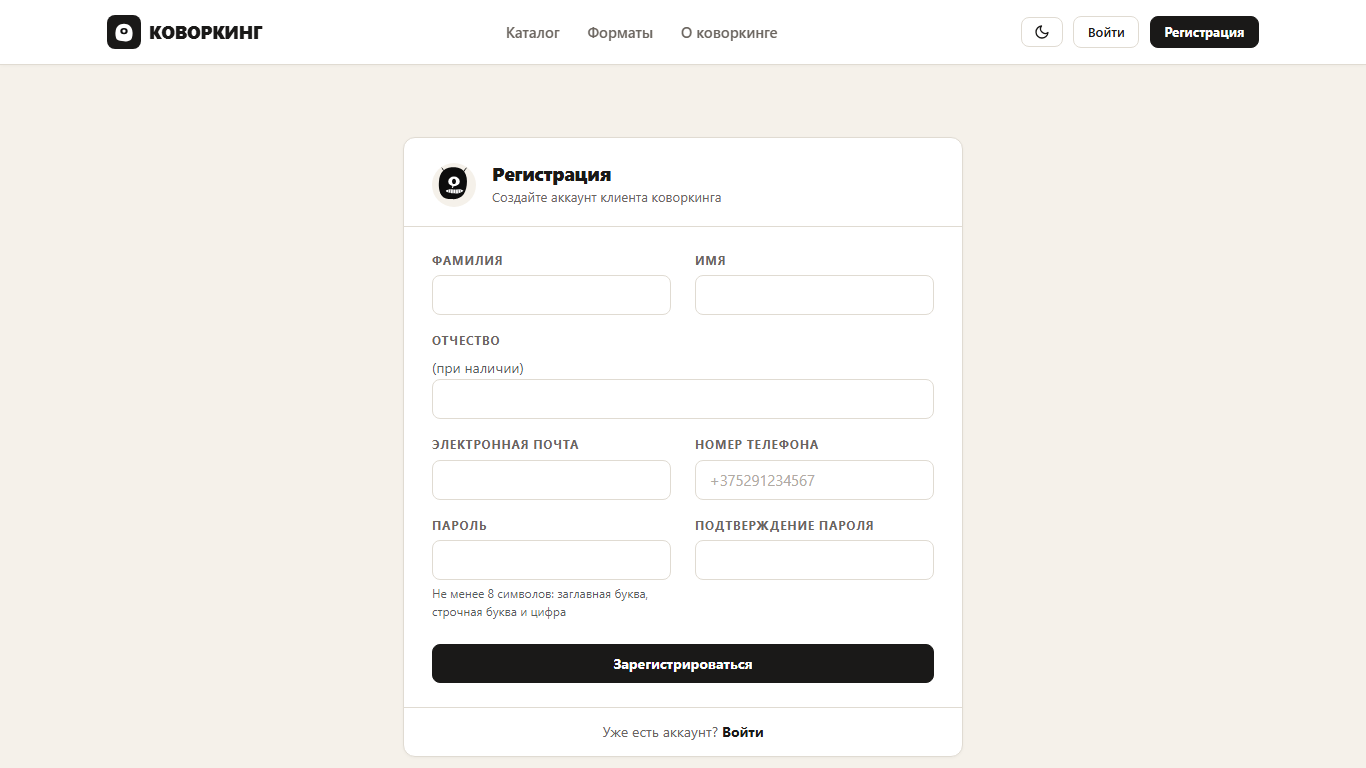 КОВОРКИНГ
Каталог
Форматы
О коворкинге
Войти
Регистрация
Регистрация
Создайте аккаунт клиента коворкинга
ФАМИЛИЯ
ИМЯ
ОТЧЕСТВО
(при наличии)
ЭЛЕКТРОННАЯ ПОЧТА
НОМЕР ТЕЛЕФОНА
+375291234567
ПАРОЛЬ
ПОДТВЕРЖДЕНИЕ ПАРОЛЯ
Не менее 8 символов: заглавная буква,
строчная буква и цифра
Зарегистрироваться
Уже есть аккаунт? Войти